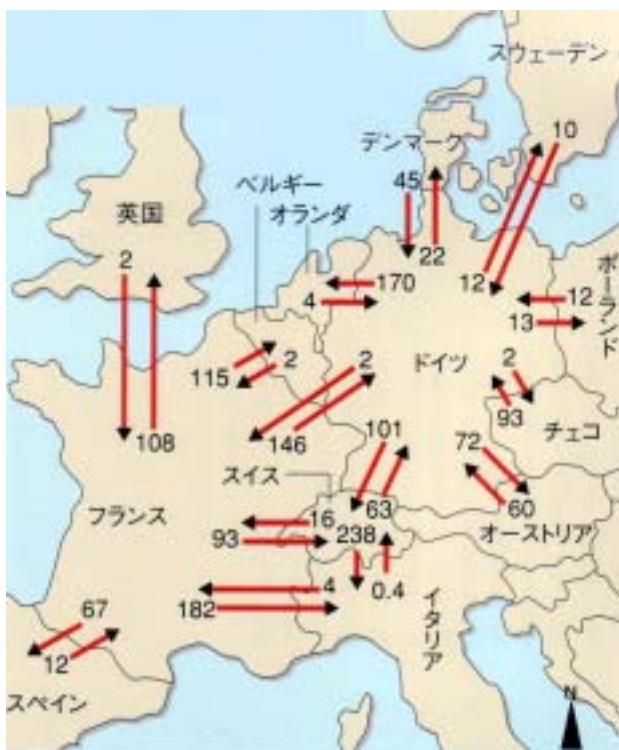 スウェーデン
10
デンマーク
45
ベルギー
オランダ
英国
2
22
12
170
4
12
13
ポーランド
115
2
2
ドイツ
2
93
チェコ
108
146
101
72
スイス
63
60
オーストリア
フランス
16
93
238
4
0.4
182
イタリア
67
12
スペイン
N